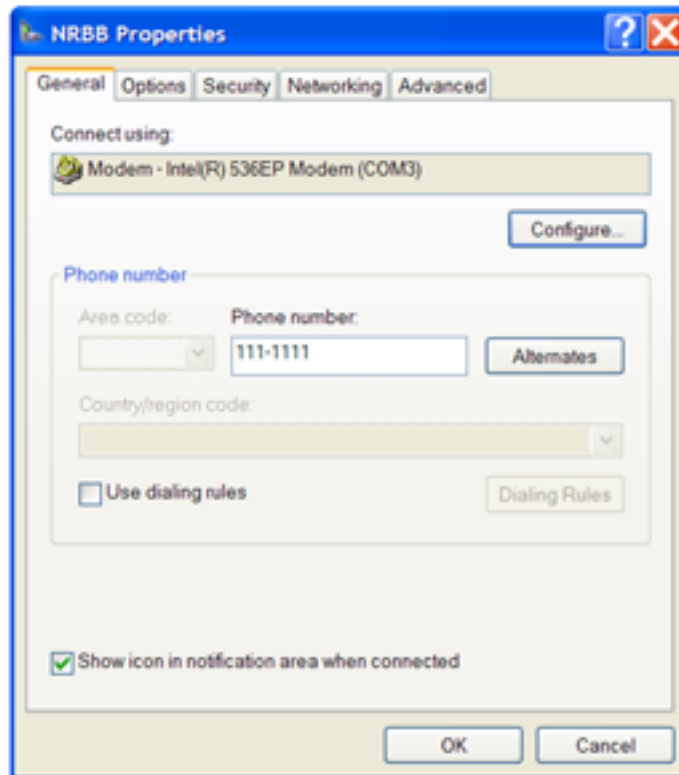 NRBB Properties
General Options Security Networking Advanced
Connect using:
Modem - Intel(R) 536EP Modem (COM3)
Configure...
Phone number
Area code: Phone number:
111-1111 Alternates
Country/region code:
Use dialing rules Dialing Rules
Show icon in notification area when connected
OK Cancel